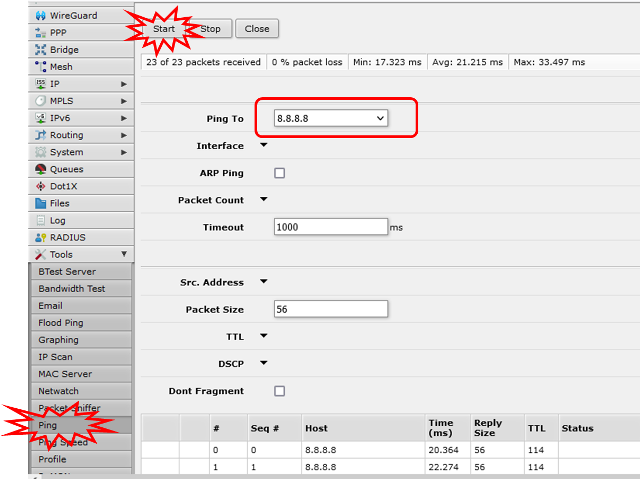 WireGuard
PPP
Bridge
Mesh
IP
MPLS
IPv6
Routing
System
Queues
Dot1X
Files
Log
RADIUS
Tools
BTest Server
Bandwidth Test
Email
Flood Ping
Graphing
IP Scan
MAC Server
Netwatch
Packet Sniffer
Ping
Ping Speed
Profile
Start Stop Close
23 of 23 packets received 0 % packet loss Min: 17.323 ms Avg: 21.215 ms Max: 33.497 ms
Ping To 8.8.8.8
Interface
ARP Ping
Packet Count
Timeout 1000 ms
Src. Address
Packet Size 56
TTL
DSCP
Dont Fragment
# Seq # Host Time (ms) Reply Size TTL Status
0 0 8.8.8.8 20.364 56 114
1 1 8.8.8.8 22.274 56 114